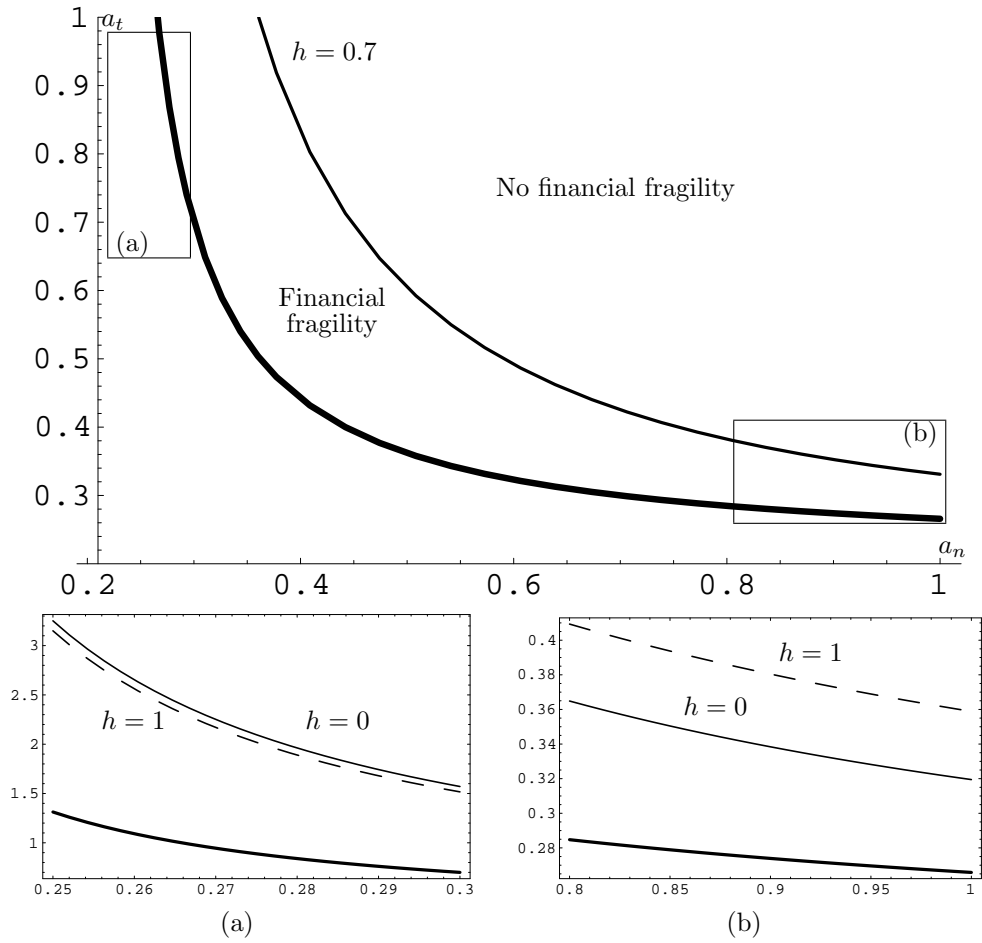 1
a_t
h = 0.7
0.9
0.8
No financial fragility
0.7
(a)
0.6
Financial
fragility
0.5
0.4
(b)
0.3
a_n
0.2 0.4 0.6 0.8 1
3
2.5
h = 1 h = 0
2
1.5
1
0.25 0.26 0.27 0.28 0.29 0.3
(a)
0.4
h = 1
0.38
0.36
h = 0
0.34
0.32
0.3
0.28
0.8 0.85 0.9 0.95 1
(b)